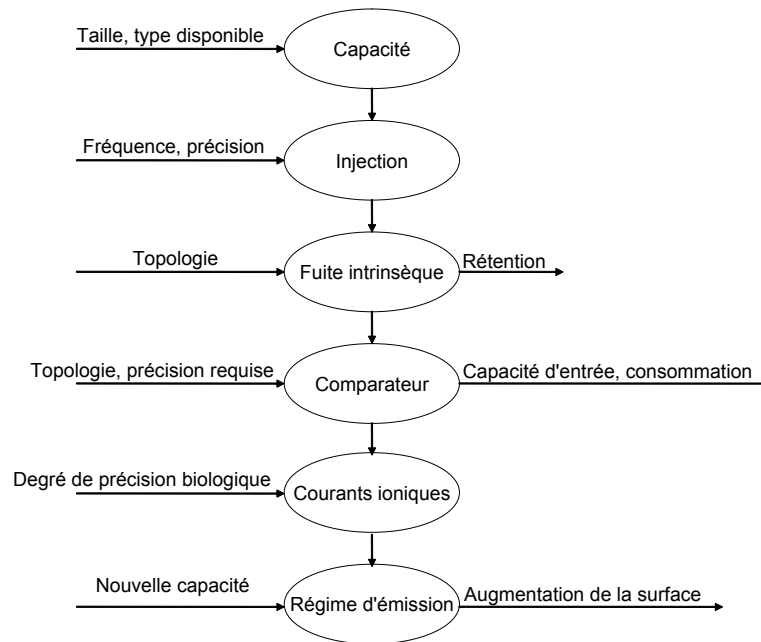 Taille, type disponible
Capacité
Fréquence, précision
Injection
Topologie
Fuite intrinsèque
Rétention
Topologie, précision requise
Comparateur
Capacité d'entrée, consommation
Degré de précision biologique
Courants ioniques
Nouvelle capacité
Régime d'émission
Augmentation de la surface